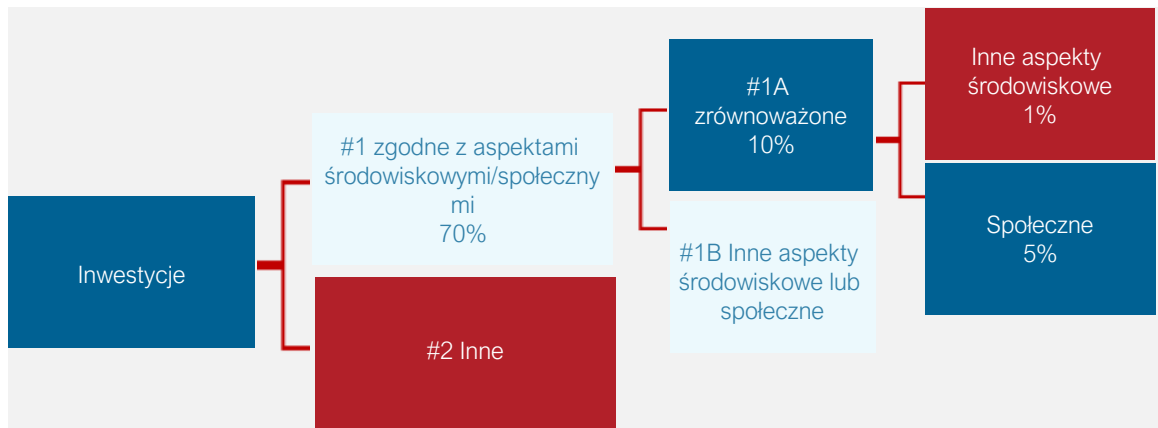 Inwestycje
#1 zgodne z aspektami
środowiskowymi/społeczny
mi
70%
#2 Inne
#1A
zrównoważone
10%
#1B Inne aspekty
środowiskowe lub
społeczne
Inne aspekty
środowiskowe
1%
Społeczne
5%